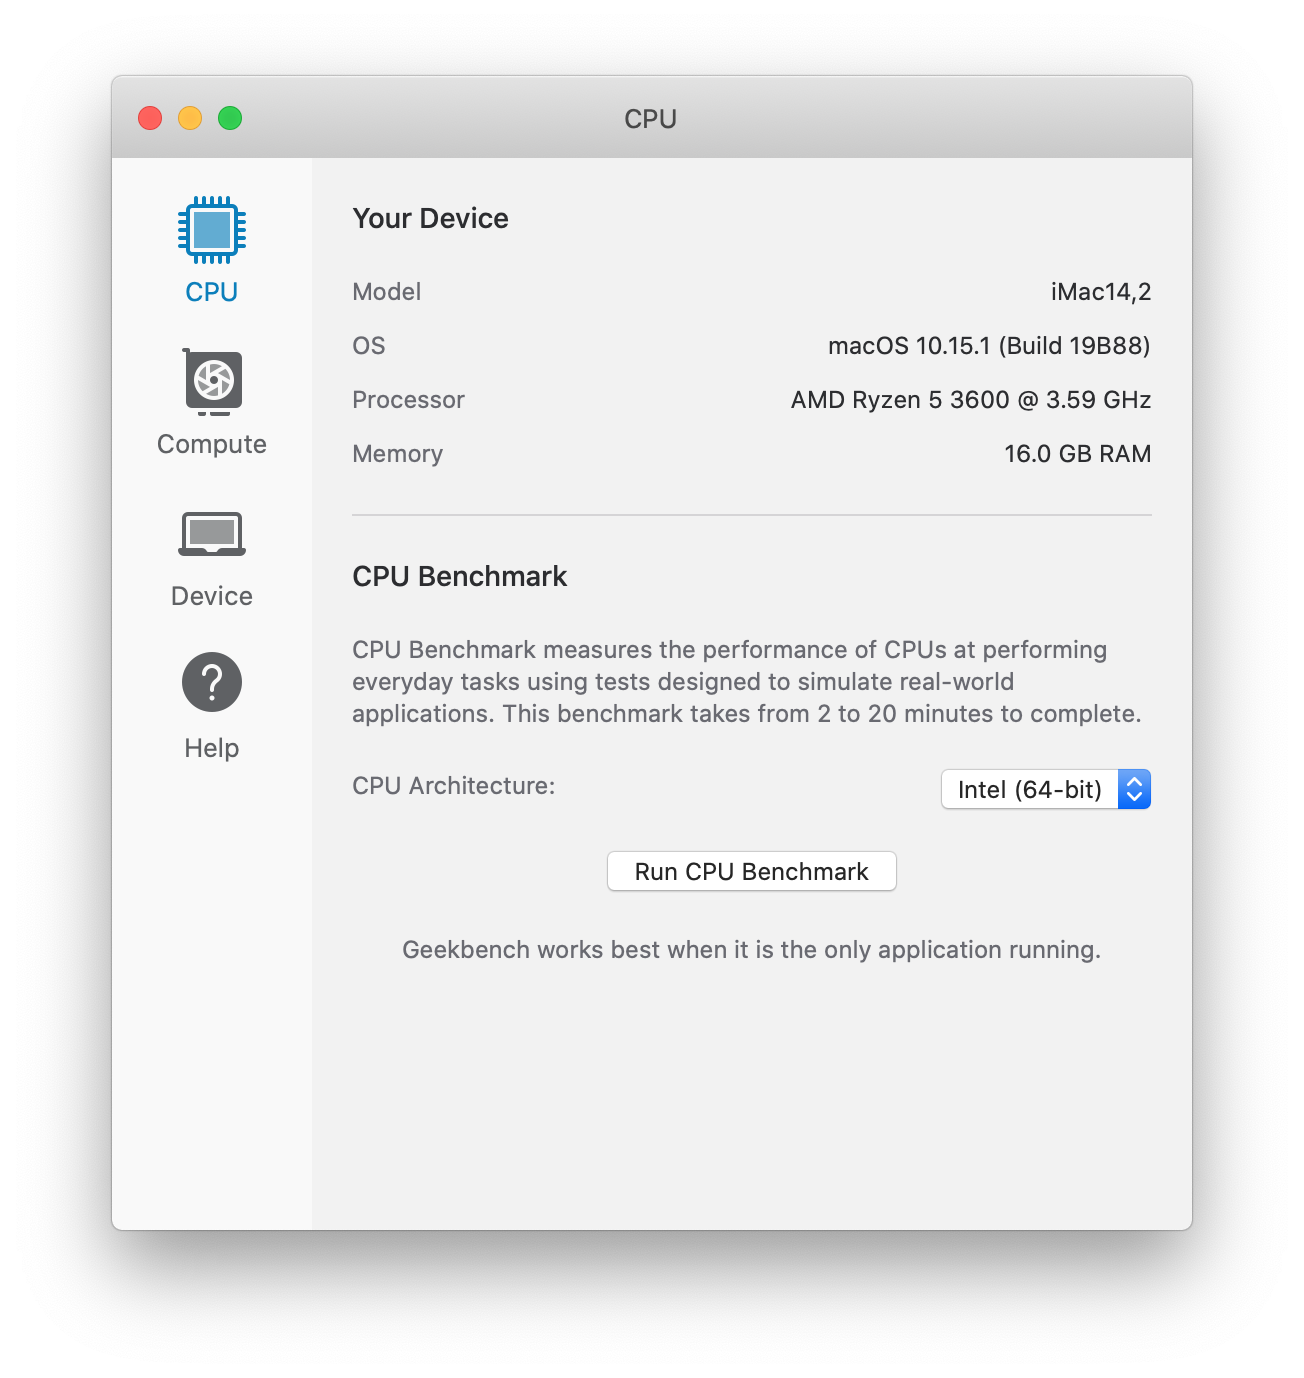 CPU
CPU
Compute
Device
Help
Your Device
Model iMac14,2
OS macOS 10.15.1 (Build 19B88)
Processor AMD Ryzen 5 3600 @ 3.59 GHz
Memory 16.0 GB RAM
CPU Benchmark
CPU Benchmark measures the performance of CPUs at performing
everyday tasks using tests designed to simulate real-world
applications. This benchmark takes from 2 to 20 minutes to complete.
CPU Architecture: Intel (64-bit)
Run CPU Benchmark
Geekbench works best when it is the only application running.